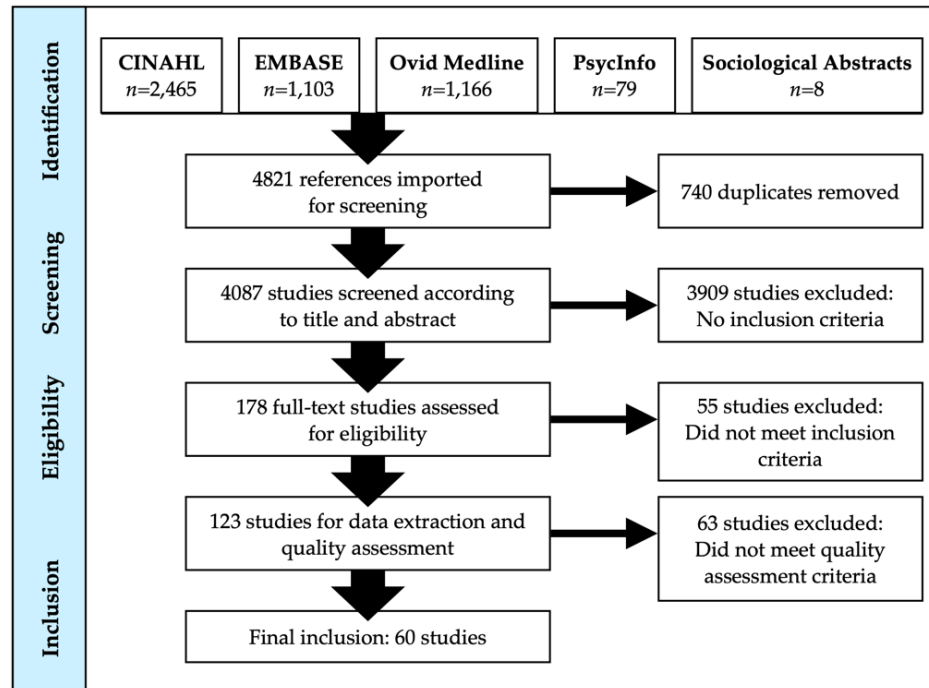 Identification
CINAHL
n=2,465
EMBASE
n=1,103
Ovid Medline
n=1,166
PsycInfo
n=79
Sociological Abstracts
n=8
4821 references imported
for screening
740 duplicates removed
Screening
4087 studies screened according
to title and abstract
3909 studies excluded:
No inclusion criteria
Eligibility
178 full-text studies assessed
for eligibility
55 studies excluded:
Did not meet inclusion
criteria
123 studies for data extraction and
quality assessment
63 studies excluded:
Did not meet quality
assessment criteria
Inclusion
Final inclusion: 60 studies